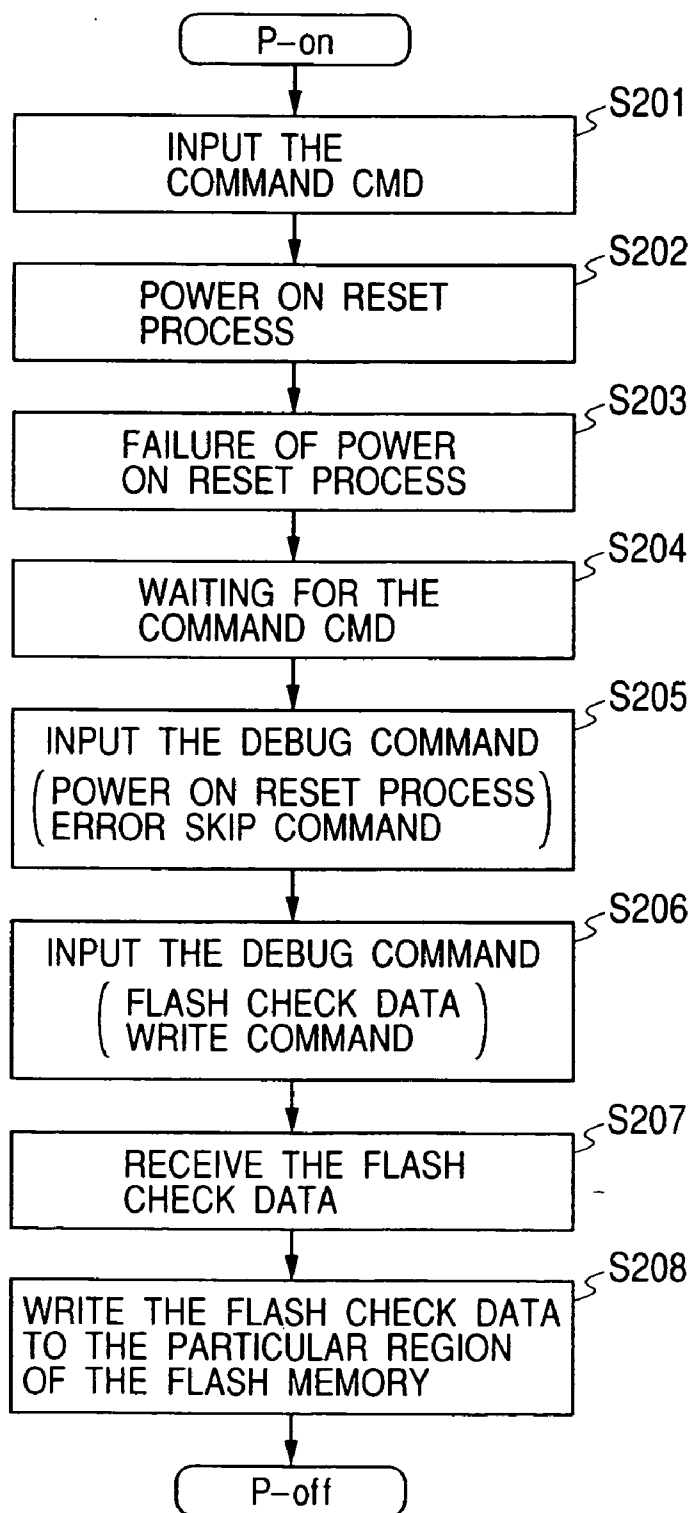 P-on
S201
INPUT THE
COMMAND CMD
S202
POWER ON RESET
PROCESS
S203
FAILURE OF POWER
ON RESET PROCESS
S204
WAITING FOR THE
COMMAND CMD
S205
INPUT THE DEBUG COMMAND
(POWER ON RESET PROCESS
ERROR SKIP COMMAND)
S206
INPUT THE DEBUG COMMAND
(FLASH CHECK DATA
WRITE COMMAND)
S207
RECEIVE THE FLASH
CHECK DATA
S208
WRITE THE FLASH CHECK DATA
TO THE PARTICULAR REGION
OF THE FLASH MEMORY
P-off